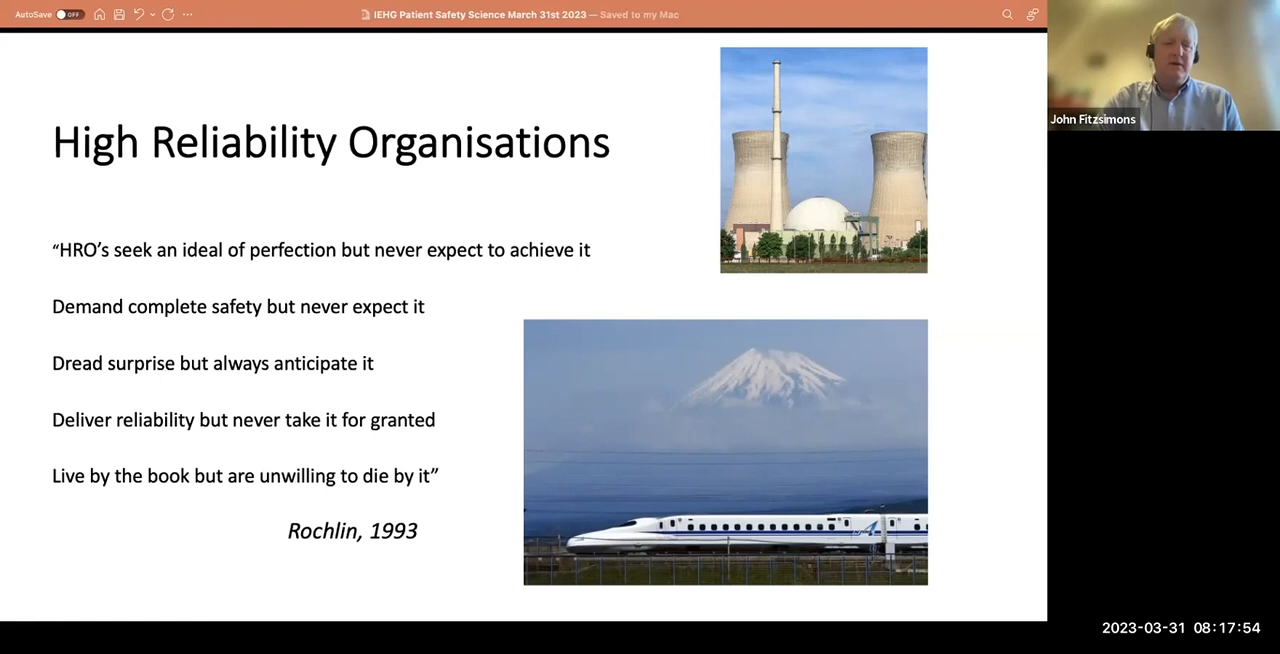 AutoSave OFF
IEHG Patient Safety Science March 31st 2023 — Saved to my Mac
High Reliability Organisations
“HRO’s seek an ideal of perfection but never expect to achieve it
Demand complete safety but never expect it
Dread surprise but always anticipate it
Deliver reliability but never take it for granted
Live by the book but are unwilling to die by it”
Rochlin, 1993
John Fitzsimons
2023-03-31 08:17:54